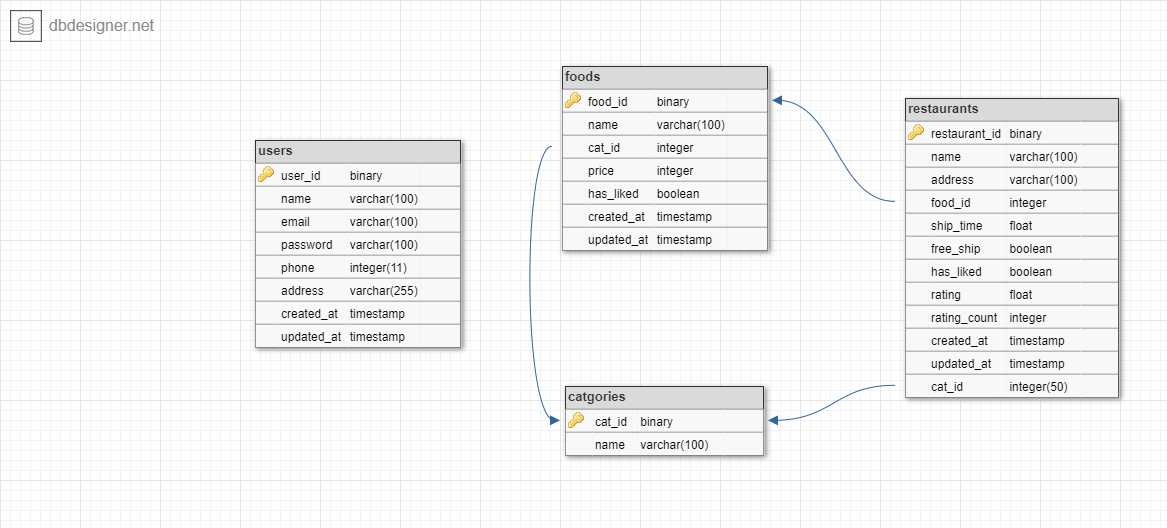 dbdesigner.net
users
user_id binary
name varchar(100)
email varchar(100)
password varchar(100)
phone integer(11)
address varchar(255)
created_at timestamp
updated_at timestamp
foods
food_id binary
name varchar(100)
cat_id integer
price integer
has_liked boolean
created_at timestamp
updated_at timestamp
catgories
cat_id binary
name varchar(100)
restaurants
restaurant_id binary
name varchar(100)
address varchar(100)
food_id integer
ship_time float
free_ship boolean
has_liked boolean
rating float
rating_count integer
created_at timestamp
updated_at timestamp
cat_id integer(50)